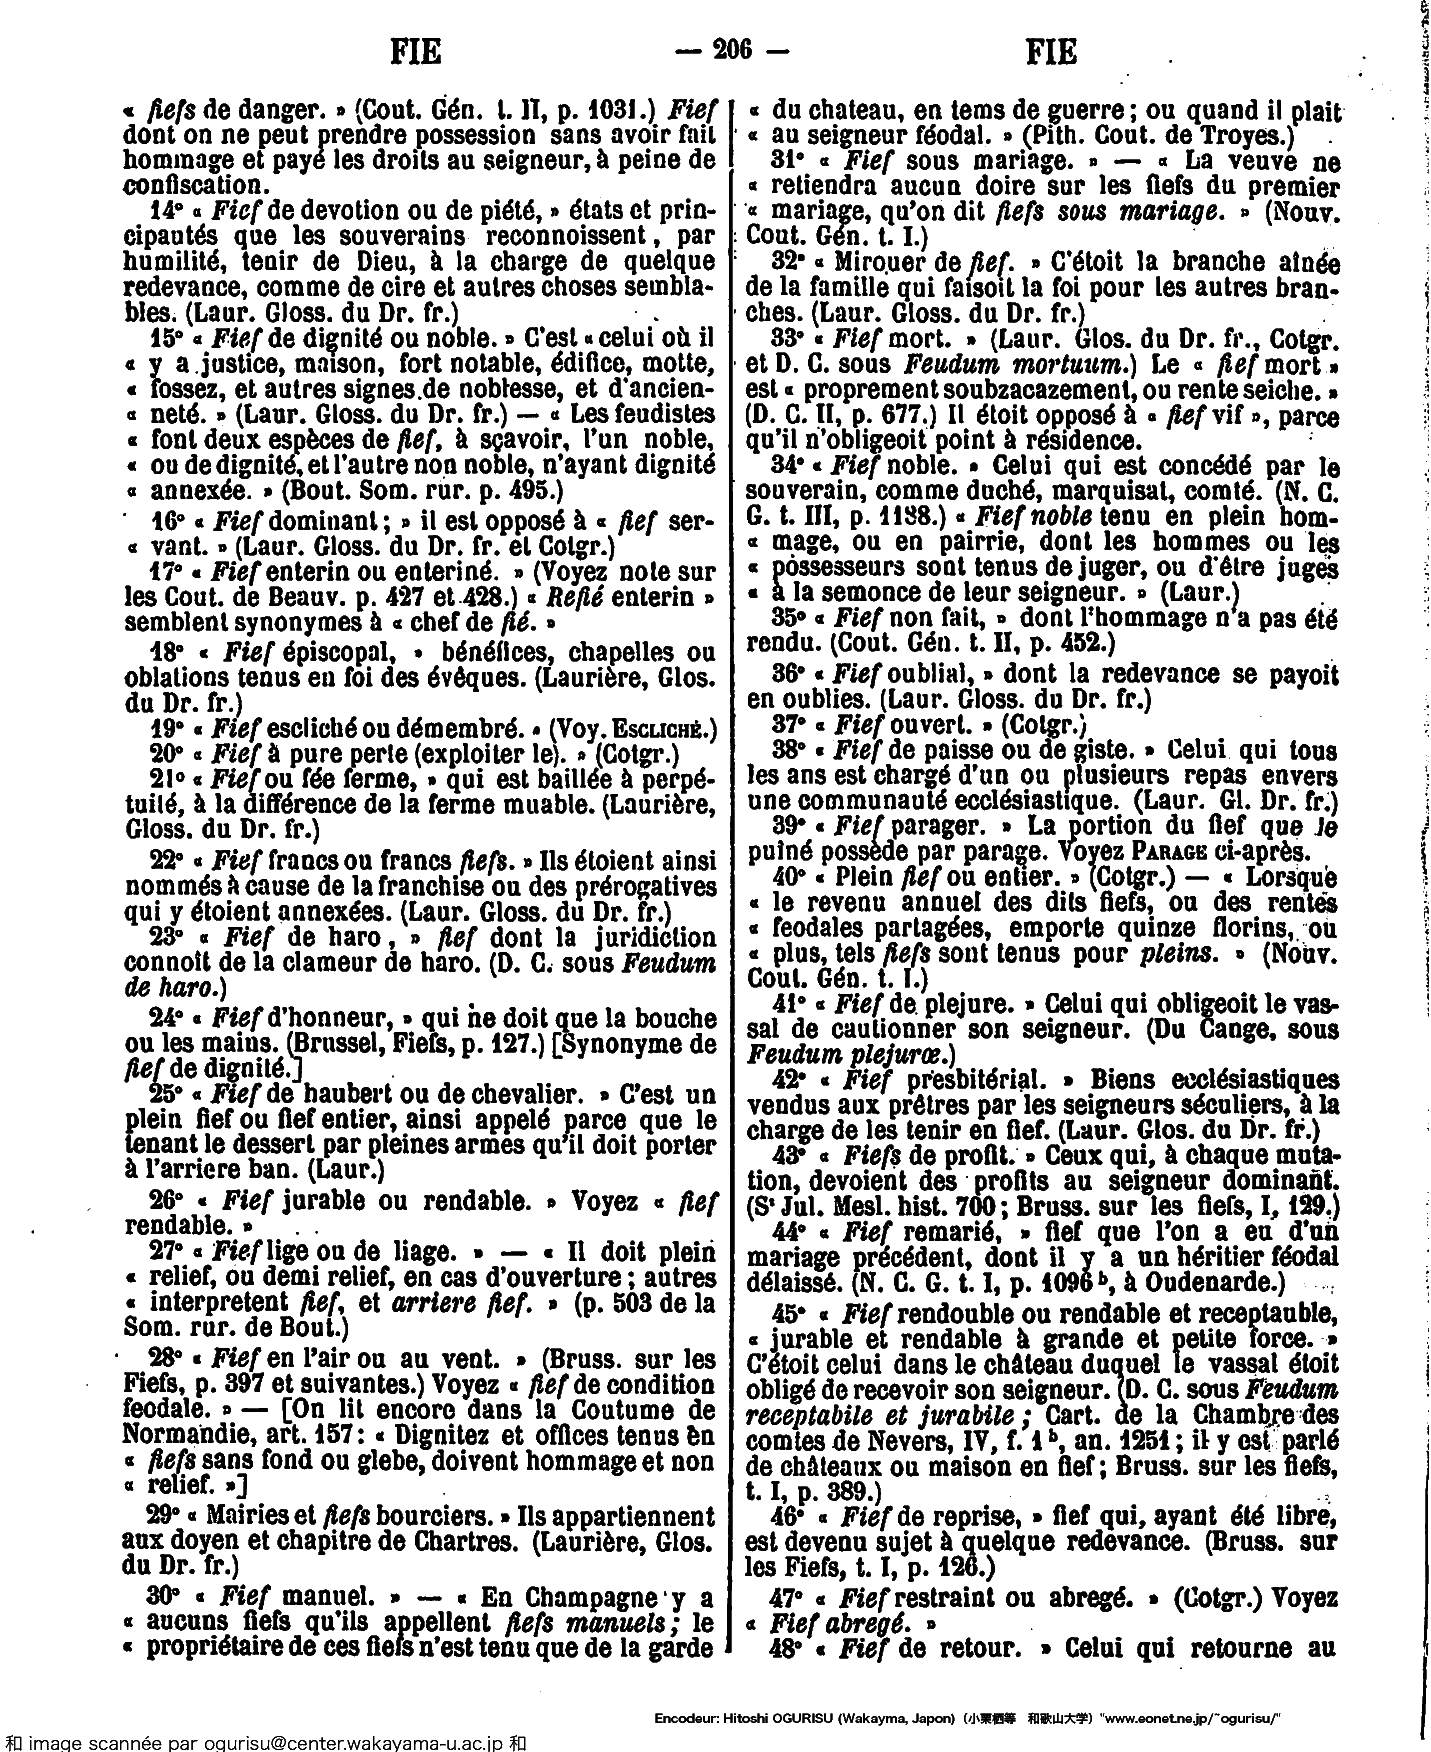 FIE — 206 — FIE
« fiefs de danger. » (Cout. Gén. t. II, p. 1031.) Fief
dont on ne peut prendre possession sans avoir fait
hommage et payé les droits au seigneur, à peine de
confiscation.
14° « Fief de devotion ou de piété, » états et prin-
cipautés que les souverains reconnoissent, par
humilité, tenir de Dieu, à la charge de quelque
redevance, comme de cire et autres choses sembla-
bles. (Laur. Gloss. du Dr. fr.)
15° « Fief de dignité ou noble. » C'est « celui où il
« y a justice, maison, fort notable, édifice, motte,
« fossez, et autres signes de noblesse, et d'ancien-
« neté. » (Laur. Gloss. du Dr. fr.) — « Les feudistes
« font deux espèces de fief, à sçavoir, l'un noble,
« ou de dignité, et l'autre non noble, n'ayant dignité
« annexée. » (Bout. Som. rur. p. 495.)
16° « Fief dominant ; » il est opposé à « fief ser-
« vant. » (Laur. Gloss. du Dr. fr. et Cotgr.)
17° « Fief enterin ou enteriné. » (Voyez note sur
les Cout. de Beauv. p. 427 et 428.) « Refié enterin »
semblent synonymes à « chef de fié. »
18° « Fief épiscopal, » bénéfices, chapelles ou
oblations tenus en foi des évêques. (Laurière, Glos.
du Dr. fr.)
19° « Fief escliché ou démembré. » (Voy. ESCLICHÉ.)
20° « Fief à pure perte (exploiter le). » (Cotgr.)
21° « Fief ou fée ferme, » qui est baillée à perpé-
tuité, à la différence de la ferme muable. (Laurière,
Gloss. du Dr. fr.)
22° « Fief francs ou francs fiefs. » Ils étoient ainsi
nommés à cause de la franchise ou des prérogatives
qui y étoient annexées. (Laur. Gloss. du Dr. fr.)
23° « Fief de haro, » fief dont la juridiction
connoit de la clameur de haro. (D. C. sous Feudum
de haro.)
24° « Fief d'honneur, » qui ne doit que la bouche
ou les mains. (Brussel, Fiefs, p. 127.) [Synonyme de
fief de dignité.]
25° « Fief de haubert ou de chevalier. » C'est un
plein fief ou fief entier, ainsi appelé parce que le
tenant le dessert par pleines armes qu'il doit porter
à l'arriere ban. (Laur.)
26° « Fief jurable ou rendable. » Voyez « fief
rendable. »
27° « Fief lige ou de liage. » — « Il doit plein
« relief, ou demi relief, en cas d'ouverture ; autres
« interpretent fief, et arriere fief. » (p. 503 de la
Som. rur. de Bout.)
28° « Fief en l'air ou au vent. » (Bruss. sur les
Fiefs, p. 397 et suivantes.) Voyez « fief de condition
feodale. » — [On lit encore dans la Coutume de
Normandie, art. 157 : « Dignitez et offices tenus en
« fiefs sans fond ou glebe, doivent hommage et non
« relief. »]
29° « Mairies et fiefs bourciers. » Ils appartiennent
aux doyen et chapitre de Chartres. (Laurière, Glos.
du Dr. fr.)
30° « Fief manuel. » — « En Champagne y a
« aucuns fiefs qu'ils appellent fiefs manuels ; le
« propriétaire de ces fiefs n'est tenu que de la garde
« du chateau, en tems de guerre ; ou quand il plait
« au seigneur féodal. » (Pith. Cout. de Troyes.)
31° « Fief sous mariage. » — « La veuve ne
« retiendra aucun doire sur les fiefs du premier
« mariage, qu'on dit fiefs sous mariage. » (Nouv.
Cout. Gén. t. I.)
32° « Mirouer de fief. » C'étoit la branche aînée
de la famille qui faisoit la foi pour les autres bran-
ches. (Laur. Gloss. du Dr. fr.)
33° « Fief mort. » (Laur. Glos. du Dr. fr., Cotgr.
et D. C. sous Feudum mortuum.) Le « fief mort »
est « proprement soubzacazement, ou rente seiche. »
(D. C. II, p. 677.) Il étoit opposé à « fief vif », parce
qu'il n'obligeoit point à résidence.
34° « Fief noble. » Celui qui est concédé par le
souverain, comme duché, marquisat, comté. (N. C.
G. t. III, p. 1138.) « Fief noble tenu en plein hom-
« mage, ou en pairrie, dont les hommes ou les
« possesseurs sont tenus de juger, ou d'être jugés
« à la semonce de leur seigneur. » (Laur.)
35° « Fief non fait, » dont l'hommage n'a pas été
rendu. (Cout. Gén. t. II, p. 452.)
36° « Fief oublial, » dont la redevance se payoit
en oublies. (Laur. Gloss. du Dr. fr.)
37° « Fief ouvert. » (Cotgr.)
38° « Fief de paisse ou de giste. » Celui qui tous
les ans est chargé d'un ou plusieurs repas envers
une communauté ecclésiastique. (Laur. Gl. Dr. fr.)
39° « Fief parager. » La portion du fief que le
puîné possède par parage. Voyez PARAGE ci-après.
40° « Plein fief ou entier. » (Cotgr.) — « Lorsque
« le revenu annuel des dits fiefs, ou des rentes
« feodales partagées, emporte quinze florins, ou
« plus, tels fiefs sont tenus pour pleins. » (Nouv.
Cout. Gén. t. I.)
41° « Fief de plejure. » Celui qui obligeoit le vas-
sal de cautionner son seigneur. (Du Cange, sous
Feudum plejuræ.)
42° « Fief presbitérial. » Biens ecclésiastiques
vendus aux prêtres par les seigneurs séculiers, à la
charge de les tenir en fief. (Laur. Glos. du Dr. fr.)
43° « Fiefs de profit. » Ceux qui, à chaque muta-
tion, devoient des profits au seigneur dominant.
(St Jul. Mesl. hist. 700 ; Bruss. sur les fiefs, I, 129.)
44° « Fief remarié, » fief que l'on a eu d'un
mariage précédent, dont il y a un héritier féodal
délaissé. (N. C. G. t. I, p. 1096 b, à Oudenarde.)
45° « Fief rendouble ou rendable et receptauble,
« jurable et rendable à grande et petite force. »
C'étoit celui dans le château duquel le vassal étoit
obligé de recevoir son seigneur. (D. C. sous Feudum
receptabile et jurabile ; Cart. de la Chambre des
comtes de Nevers, IV, f. 1 b, an. 1251 ; il y est parlé
de châteaux ou maison en fief ; Bruss. sur les fiefs,
t. I, p. 389.)
46° « Fief de reprise, » fief qui, ayant été libre,
est devenu sujet à quelque redevance. (Bruss. sur
les Fiefs, t. I, p. 126.)
47° « Fief restraint ou abregé. » (Cotgr.) Voyez
« Fief abregé. »
48° « Fief de retour. » Celui qui retourne au
Encodeur: Hitoshi OGURISU (Wakayma, Japon) (小栗栖等 和歌山大学) "www.eonet.ne.jp/~ogurisu/"
和 image scannée par ogurisu@center.wakayama-u.ac.jp 和